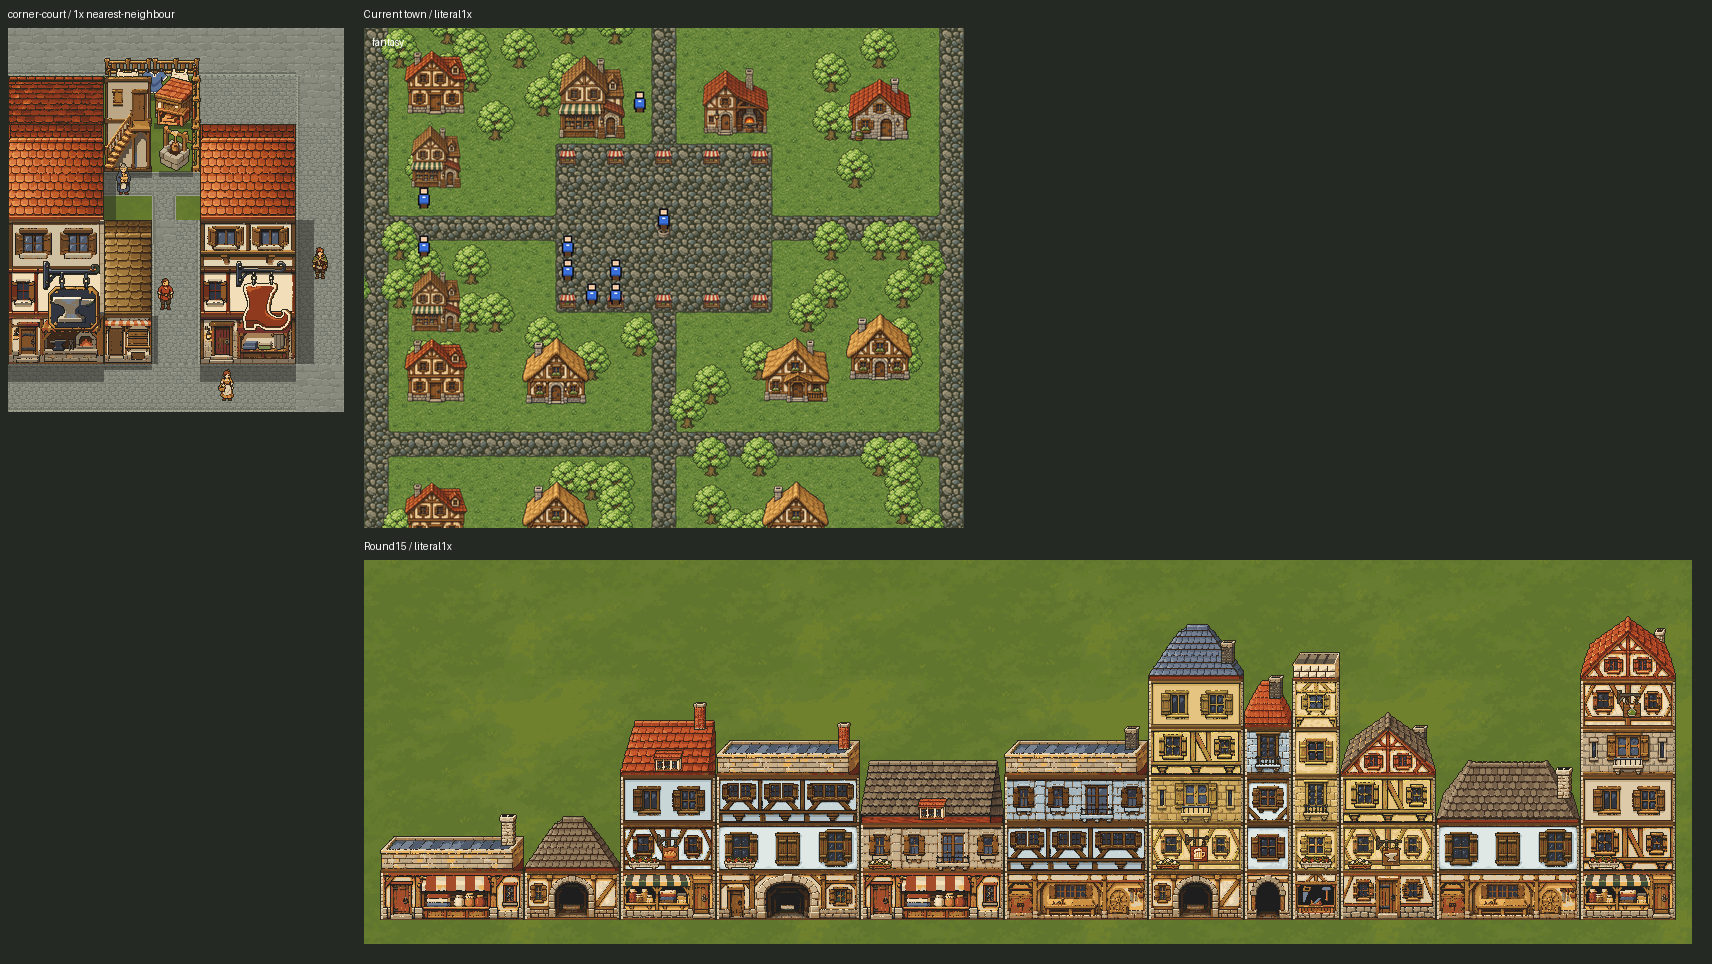 corner-court / 1x nearest-neighbour
Current town / literal1x
fantasy
Round15 / literal1x